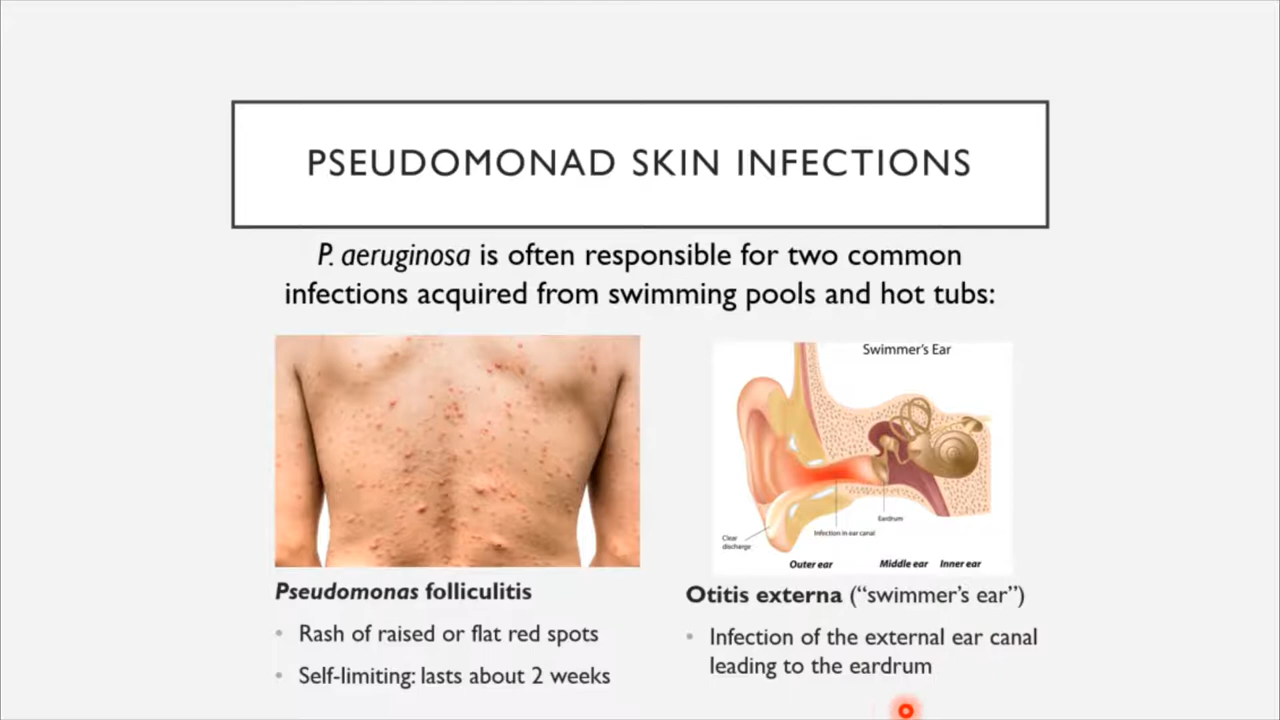 PSEUDOMONAD SKIN INFECTIONS
P. aeruginosa is often responsible for two common
infections acquired from swimming pools and hot tubs:
Swimmer's Ear
Eardrum
Infection in ear canal
Clear
discharge
Outer ear
Middle ear
Inner ear
Pseudomonas folliculitis
• Rash of raised or flat red spots
• Self-limiting: lasts about 2 weeks
Otitis externa (“swimmer’s ear”)
• Infection of the external ear canal
leading to the eardrum